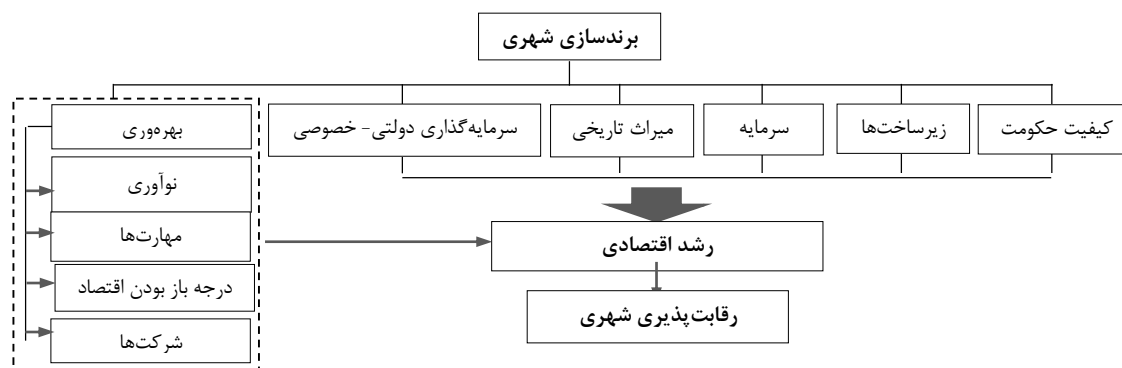 برندسازی شهری
کیفیت حکومت
زیرساخت‌ها
سرمایه
میراث تاریخی
سرمایه‌گذاری دولتی- خصوصی
بهره‌وری
نوآوری
مهارت‌ها
درجه باز بودن اقتصاد
شرکت‌ها
رشد اقتصادی
رقابت‌پذیری شهری